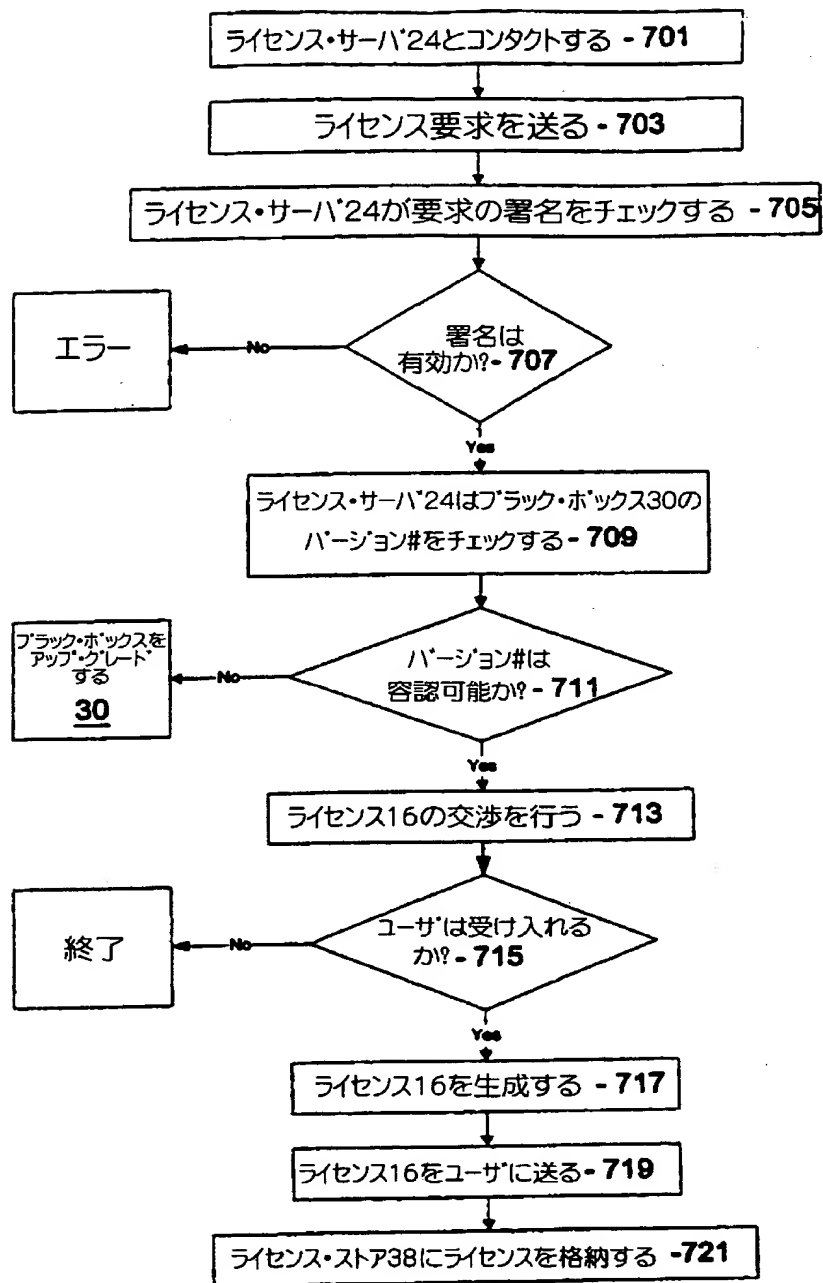 ライセンス・サーバ24とコンタクトする - 701
ライセンス要求を送る - 703
ライセンス・サーバ24が要求の署名をチェックする - 705
署名は
有効か?- 707
No
エラー
Yes
ライセンス・サーバ24はブラック・ボックス30の
バージョン#をチェックする - 709
バージョン#は
容認可能か?- 711
No
ブラック・ボックスを
アップ・グレード
する
30
Yes
ライセンス16の交渉を行う - 713
ユーザは受け入れる
か?- 715
No
終了
Yes
ライセンス16を生成する - 717
ライセンス16をユーザに送る- 719
ライセンス・ストア38にライセンスを格納する -721